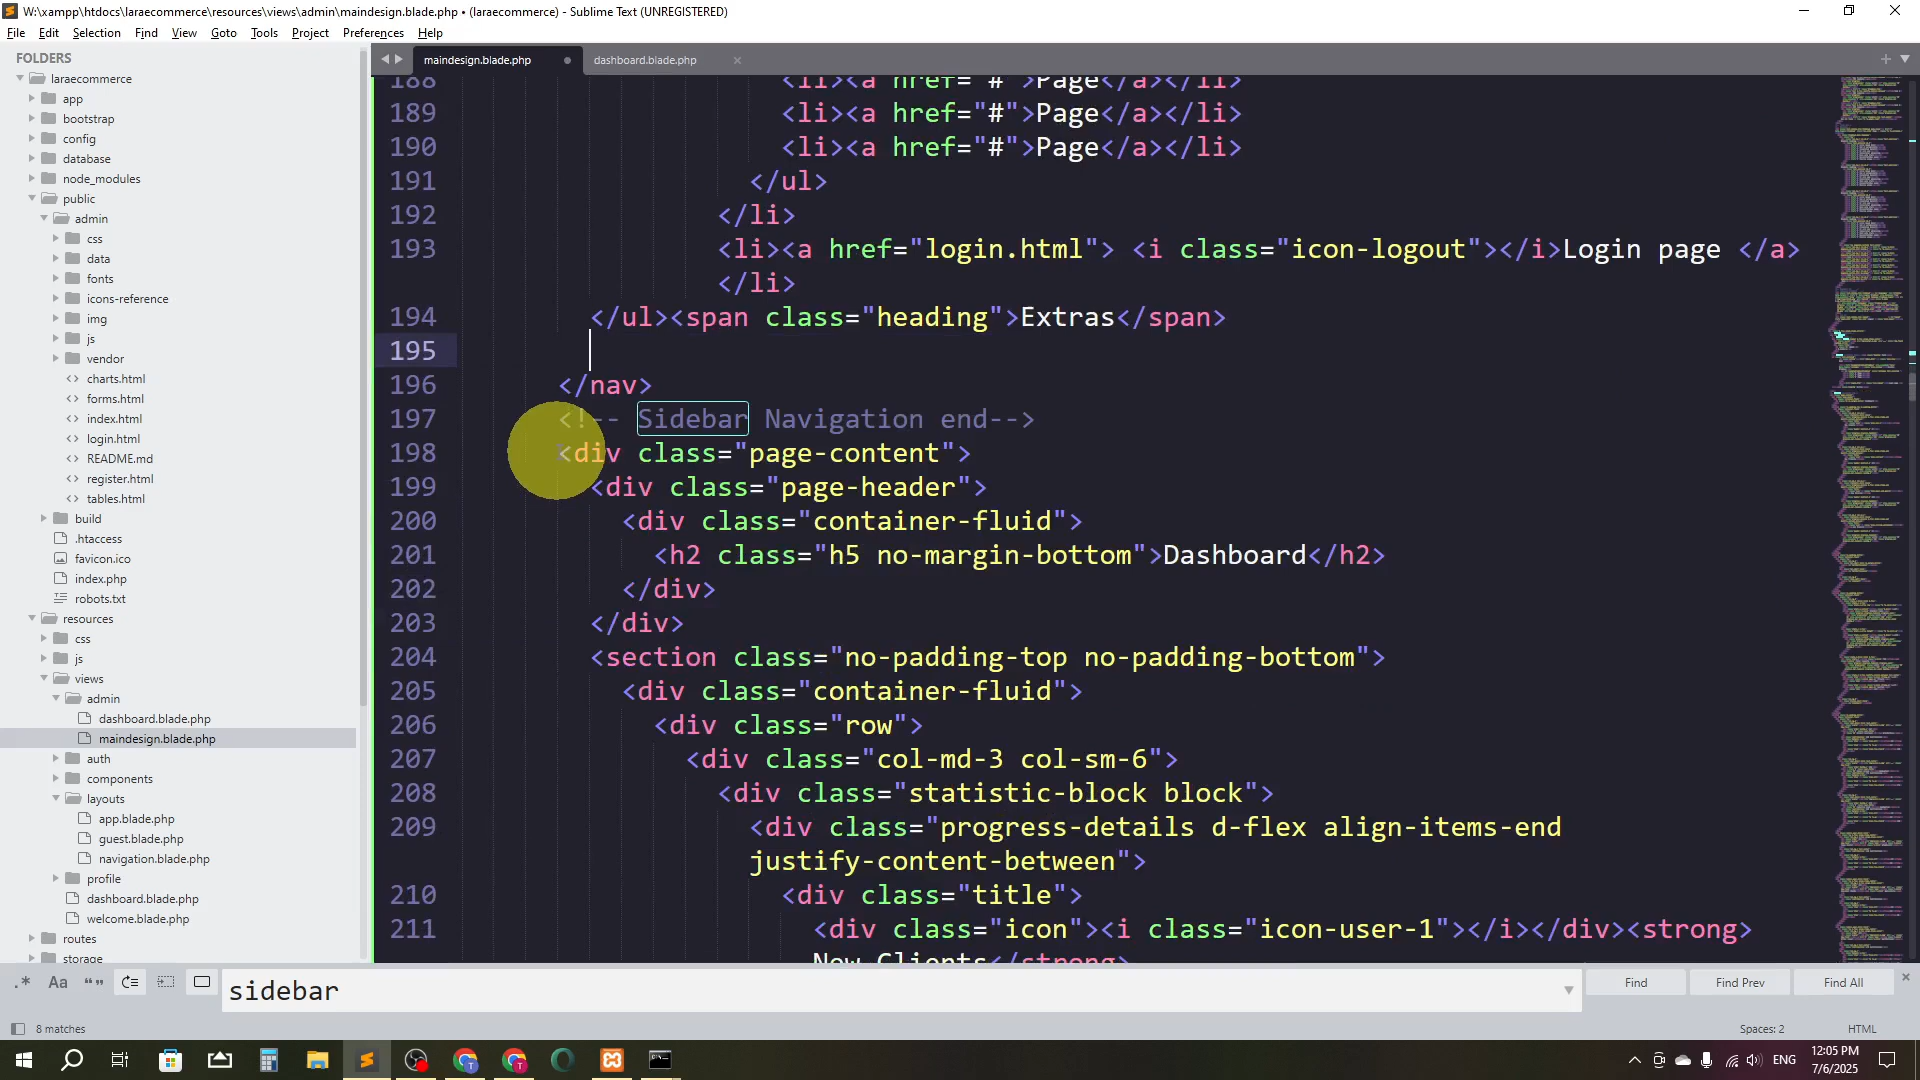 W:\xampp\htdocs\laraecommerce\resources\views\admin\maindesign.blade.php • (laraecommerce) - Sublime Text (UNREGISTERED)
File Edit Selection Find View Goto Tools Project Preferences Help
FOLDERS
laraecommerce
app
bootstrap
config
database
node_modules
public
admin
css
data
fonts
icons-reference
img
js
vendor
charts.html
forms.html
index.html
login.html
README.md
register.html
tables.html
build
.htaccess
favicon.ico
index.php
robots.txt
resources
css
js
views
admin
dashboard.blade.php
maindesign.blade.php
auth
components
layouts
app.blade.php
guest.blade.php
navigation.blade.php
profile
dashboard.blade.php
welcome.blade.php
routes
storage
maindesign.blade.php dashboard.blade.php
188 <li><a href="#">Page</a></li>
189 <li><a href="#">Page</a></li>
190 <li><a href="#">Page</a></li>
191 </ul>
192 </li>
193 <li><a href="login.html"> <i class="icon-logout"></i>Login page </a>
</li>
194 </ul><span class="heading">Extras</span>
195
196 </nav>
197 <!-- Sidebar Navigation end-->
198 <div class="page-content">
199 <div class="page-header">
200 <div class="container-fluid">
201 <h2 class="h5 no-margin-bottom">Dashboard</h2>
202 </div>
203 </div>
204 <section class="no-padding-top no-padding-bottom">
205 <div class="container-fluid">
206 <div class="row">
207 <div class="col-md-3 col-sm-6">
208 <div class="statistic-block block">
209 <div class="progress-details d-flex align-items-end
justify-content-between">
210 <div class="title">
211 <div class="icon"><i class="icon-user-1"></i></div><strong>
New Clients</strong>
.* Aa “” sidebar Find Find Prev Find All
8 matches Spaces: 2 HTML
ENG 12:05 PM
7/6/2025